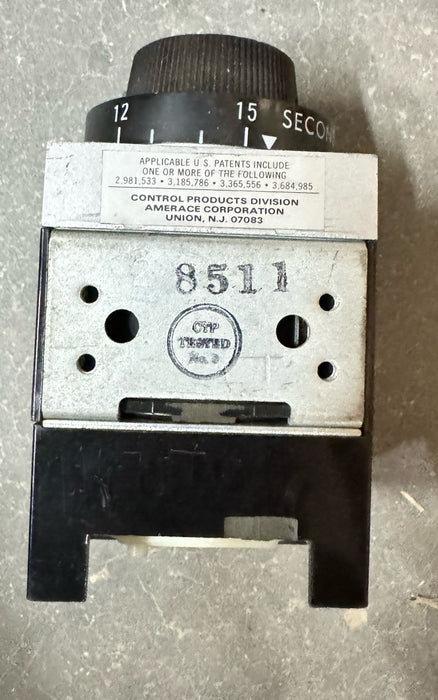 12 15 SECON
APPLICABLE U.S. PATENTS INCLUDE
ONE OR MORE OF THE FOLLOWING
2,981,533 • 3,185,786 • 3,365,556 • 3,684,985
CONTROL PRODUCTS DIVISION
AMERACE CORPORATION
UNION, N.J. 07083
8511
TESTED
No.